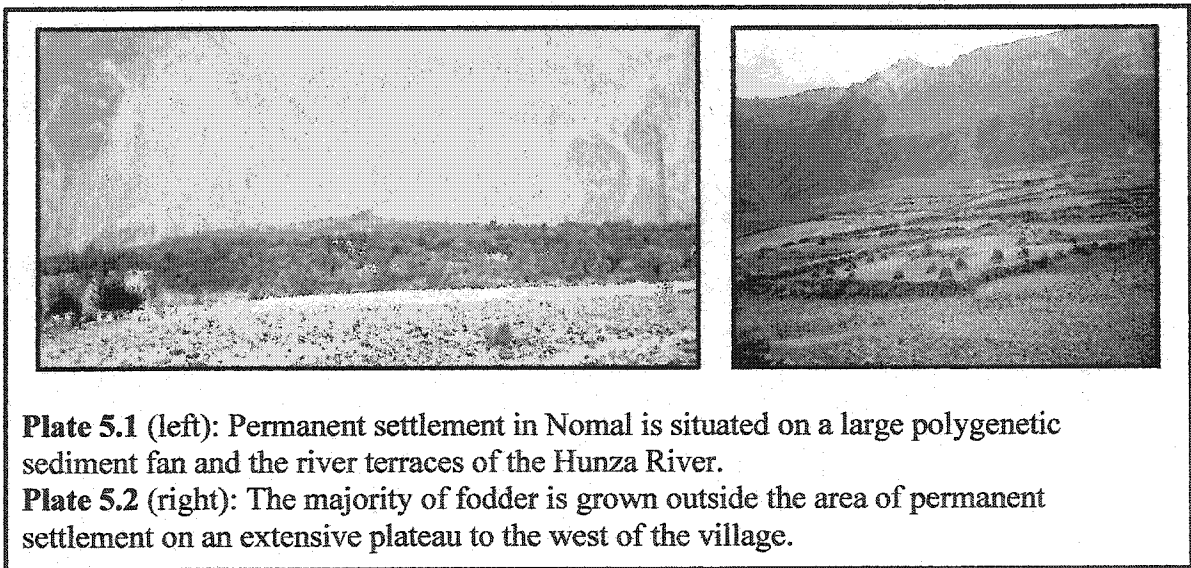 Plate 5.1 (left): Permanent settlement in Nomal is situated on a large polygenetic
sediment fan and the river terraces of the Hunza River.
Plate 5.2 (right): The majority of fodder is grown outside the area of permanent
settlement on an extensive plateau to the west of the village.